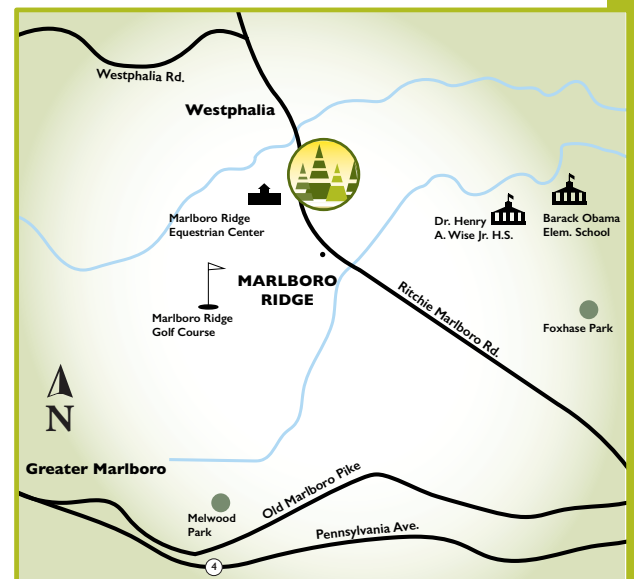 Westphalia Rd.
Westphalia
Marlboro Ridge
Equestrian Center
Dr. Henry
A. Wise Jr. H.S.
Barack Obama
Elem. School
MARLBORO
RIDGE
Ritchie Marlboro Rd.
Marlboro Ridge
Golf Course
Foxhase Park
N
Greater Marlboro
Old Marlboro Pike
Melwood
Park
Pennsylvania Ave.
4